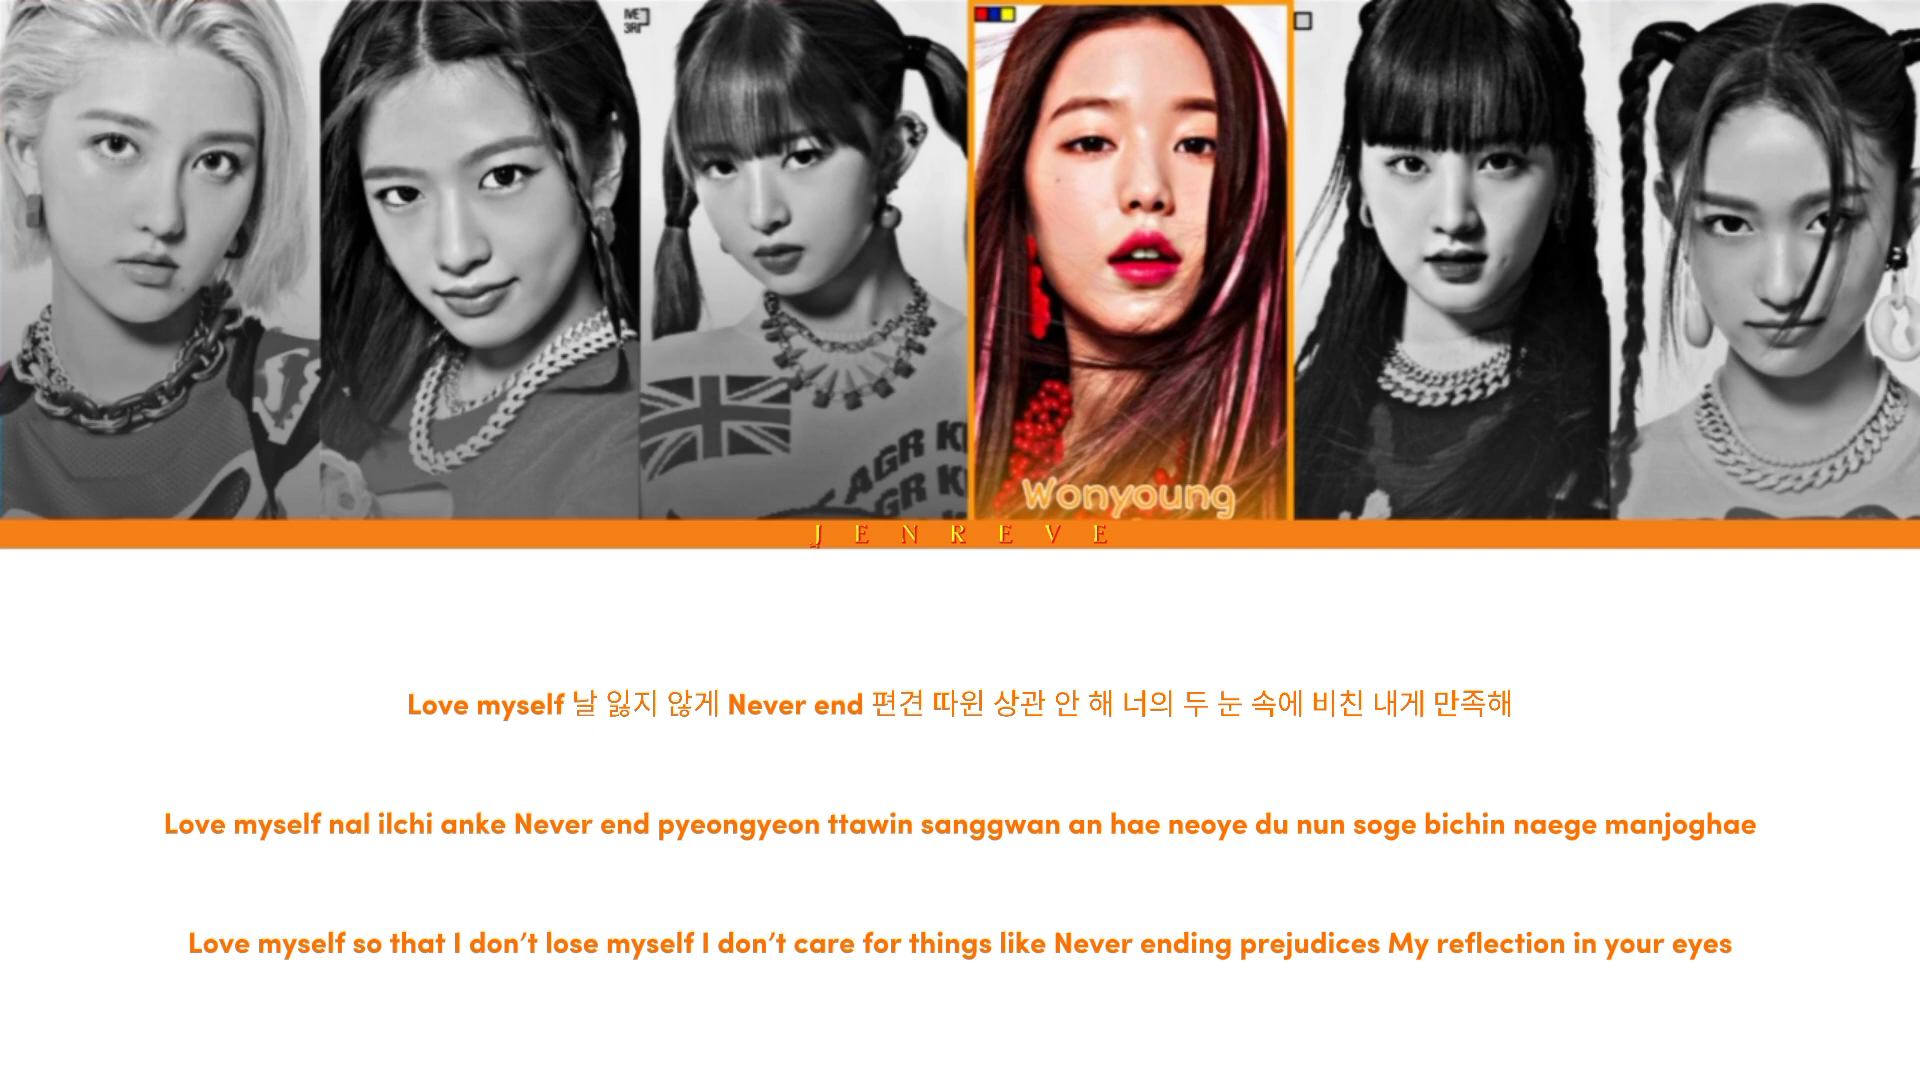 IVE
Wonyoung
JENREVE
Love myself 날 잃지 않게 Never end 편견 따윈 상관 안 해 너의 두 눈 속에 비친 내게 만족해
Love myself nal ilchi anke Never end pyeongyeon ttawin sanggwan an hae neoye du nun soge bichin naege manjoghae
Love myself so that I don’t lose myself I don’t care for things like Never ending prejudices My reflection in your eyes